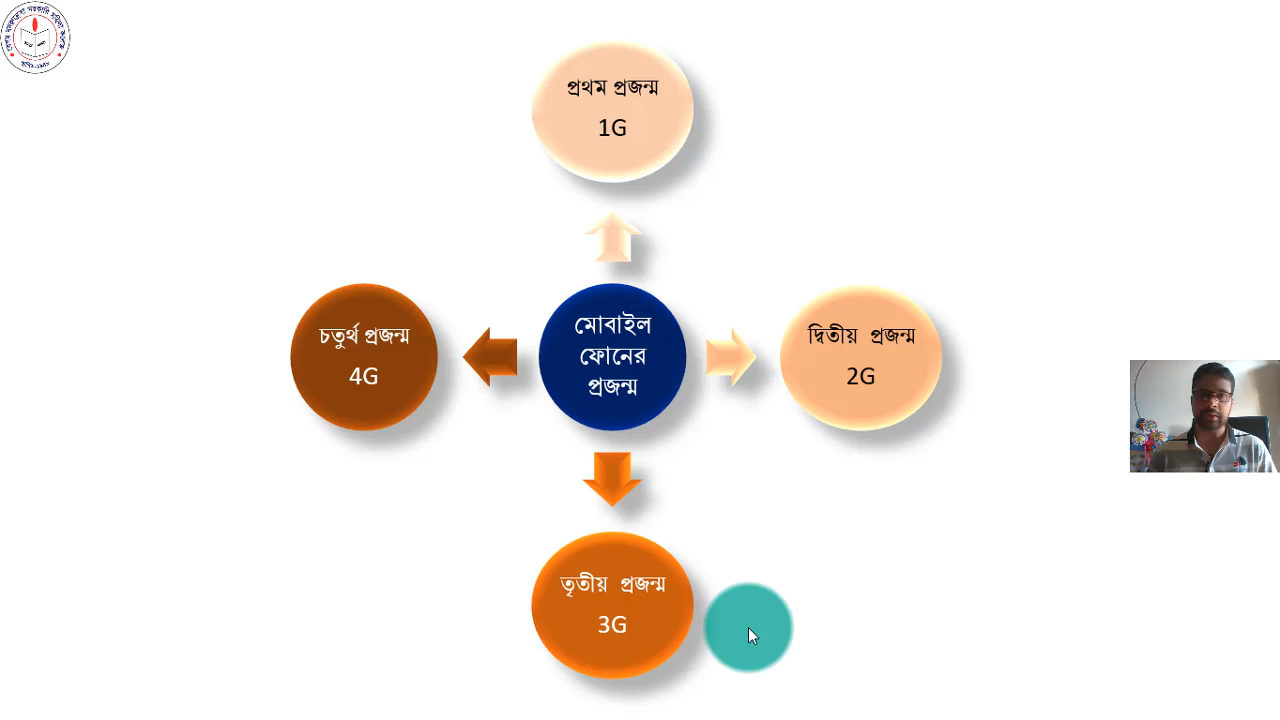 প্রথম প্রজন্ম
1G
চতুর্থ প্রজন্ম
4G
মোবাইল
ফোনের
প্রজন্ম
দ্বিতীয় প্রজন্ম
2G
তৃতীয় প্রজন্ম
3G